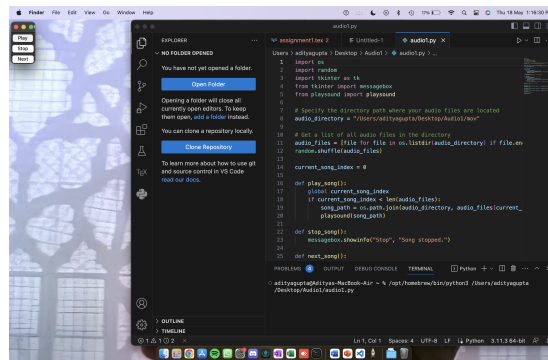 Finder File Edit View Go Window Help
Thu 18 May 1:16:30 P
Play
Stop
Next
audio1.py
EXPLORER
NO FOLDER OPENED
You have not yet opened a folder.
Open Folder
Opening a folder will close all
currently open editors. To keep
them open, add a folder instead.
You can clone a repository locally.
Clone Repository
To learn more about how to use git
and source control in VS Code
read our docs.
OUTLINE
TIMELINE
assignment1.tex 2 Untitled-1 audio1.py
Users > adityagupta > Desktop > Audio1 > audio1.py > ...
1 import os
2 import random
3 import tkinter as tk
4 from tkinter import messagebox
5 from playsound import playsound
6
7 # Specify the directory path where your audio files are located
8 audio_directory = "/Users/adityagupta/Desktop/Audio1/mox"
9
10 # Get a list of all audio files in the directory
11 audio_files = [file for file in os.listdir(audio_directory) if file.en
12 random.shuffle(audio_files)
13
14 current_song_index = 0
15
16 def play_song():
17 global current_song_index
18 if current_song_index < len(audio_files):
19 song_path = os.path.join(audio_directory, audio_files[current_
20 playsound(song_path)
21
22 def stop_song():
23 messagebox.showinfo("Stop", "Song stopped.")
24
25 def next_song():
PROBLEMS 4 OUTPUT DEBUG CONSOLE TERMINAL Python
adityagupta@Adityas-MacBook-Air ~ % /opt/homebrew/bin/python3 /Users/adityagupta
/Desktop/Audio1/audio1.py
Ln 1, Col 1 Spaces: 4 UTF-8 LF Python 3.11.3 64-bit